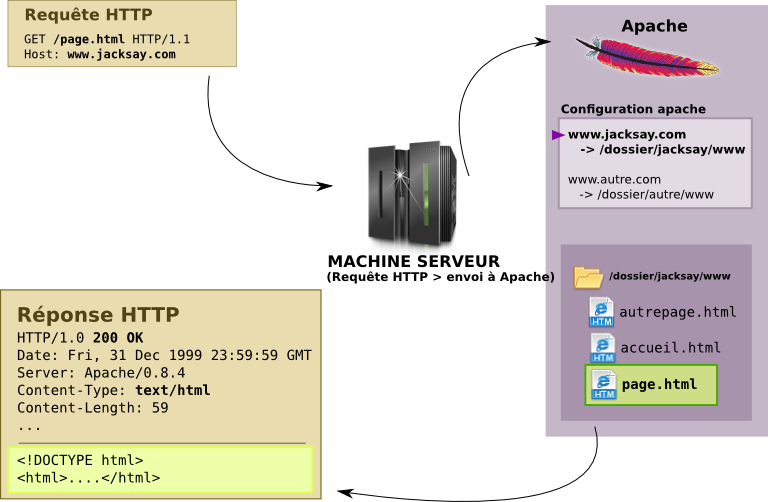 Requête HTTP
GET /page.html HTTP/1.1
Host: www.jacksay.com
Apache
Configuration apache
www.jacksay.com
-> /dossier/jacksay/www
www.autre.com
-> /dossier/autre/www
MACHINE SERVEUR
(Requête HTTP > envoi à Apache)
/dossier/jacksay/www
HTM autrepage.html
HTM accueil.html
HTM page.html
Réponse HTTP
HTTP/1.0 200 OK
Date: Fri, 31 Dec 1999 23:59:59 GMT
Server: Apache/0.8.4
Content-Type: text/html
Content-Length: 59
...
<!DOCTYPE html>
<html>....</html>